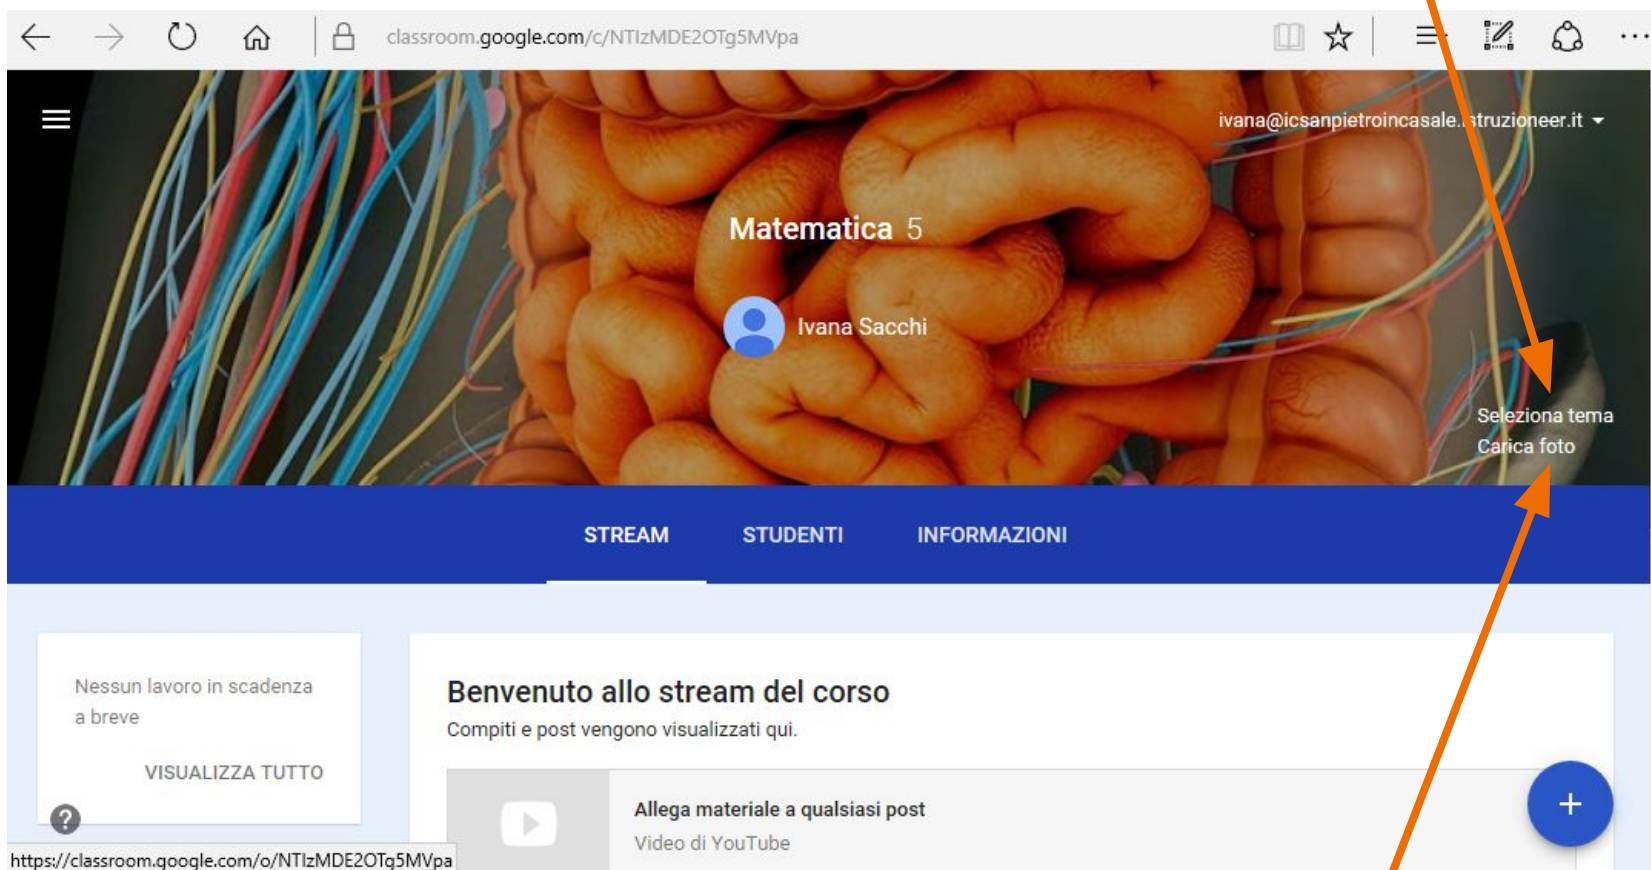 classroom.google.com/c/NTIzMDE2OTg5MVpa
ivana@icsanpietroincasale.istruzioneer.it
Matematica 5
Ivana Sacchi
Seleziona tema
Carica foto
STREAM STUDENTI INFORMAZIONI
Nessun lavoro in scadenza
a breve
VISUALIZZA TUTTO
Benvenuto allo stream del corso
Compiti e post vengono visualizzati qui.
Allega materiale a qualsiasi post
Video di YouTube
https://classroom.google.com/o/NTIzMDE2OTg5MVpa